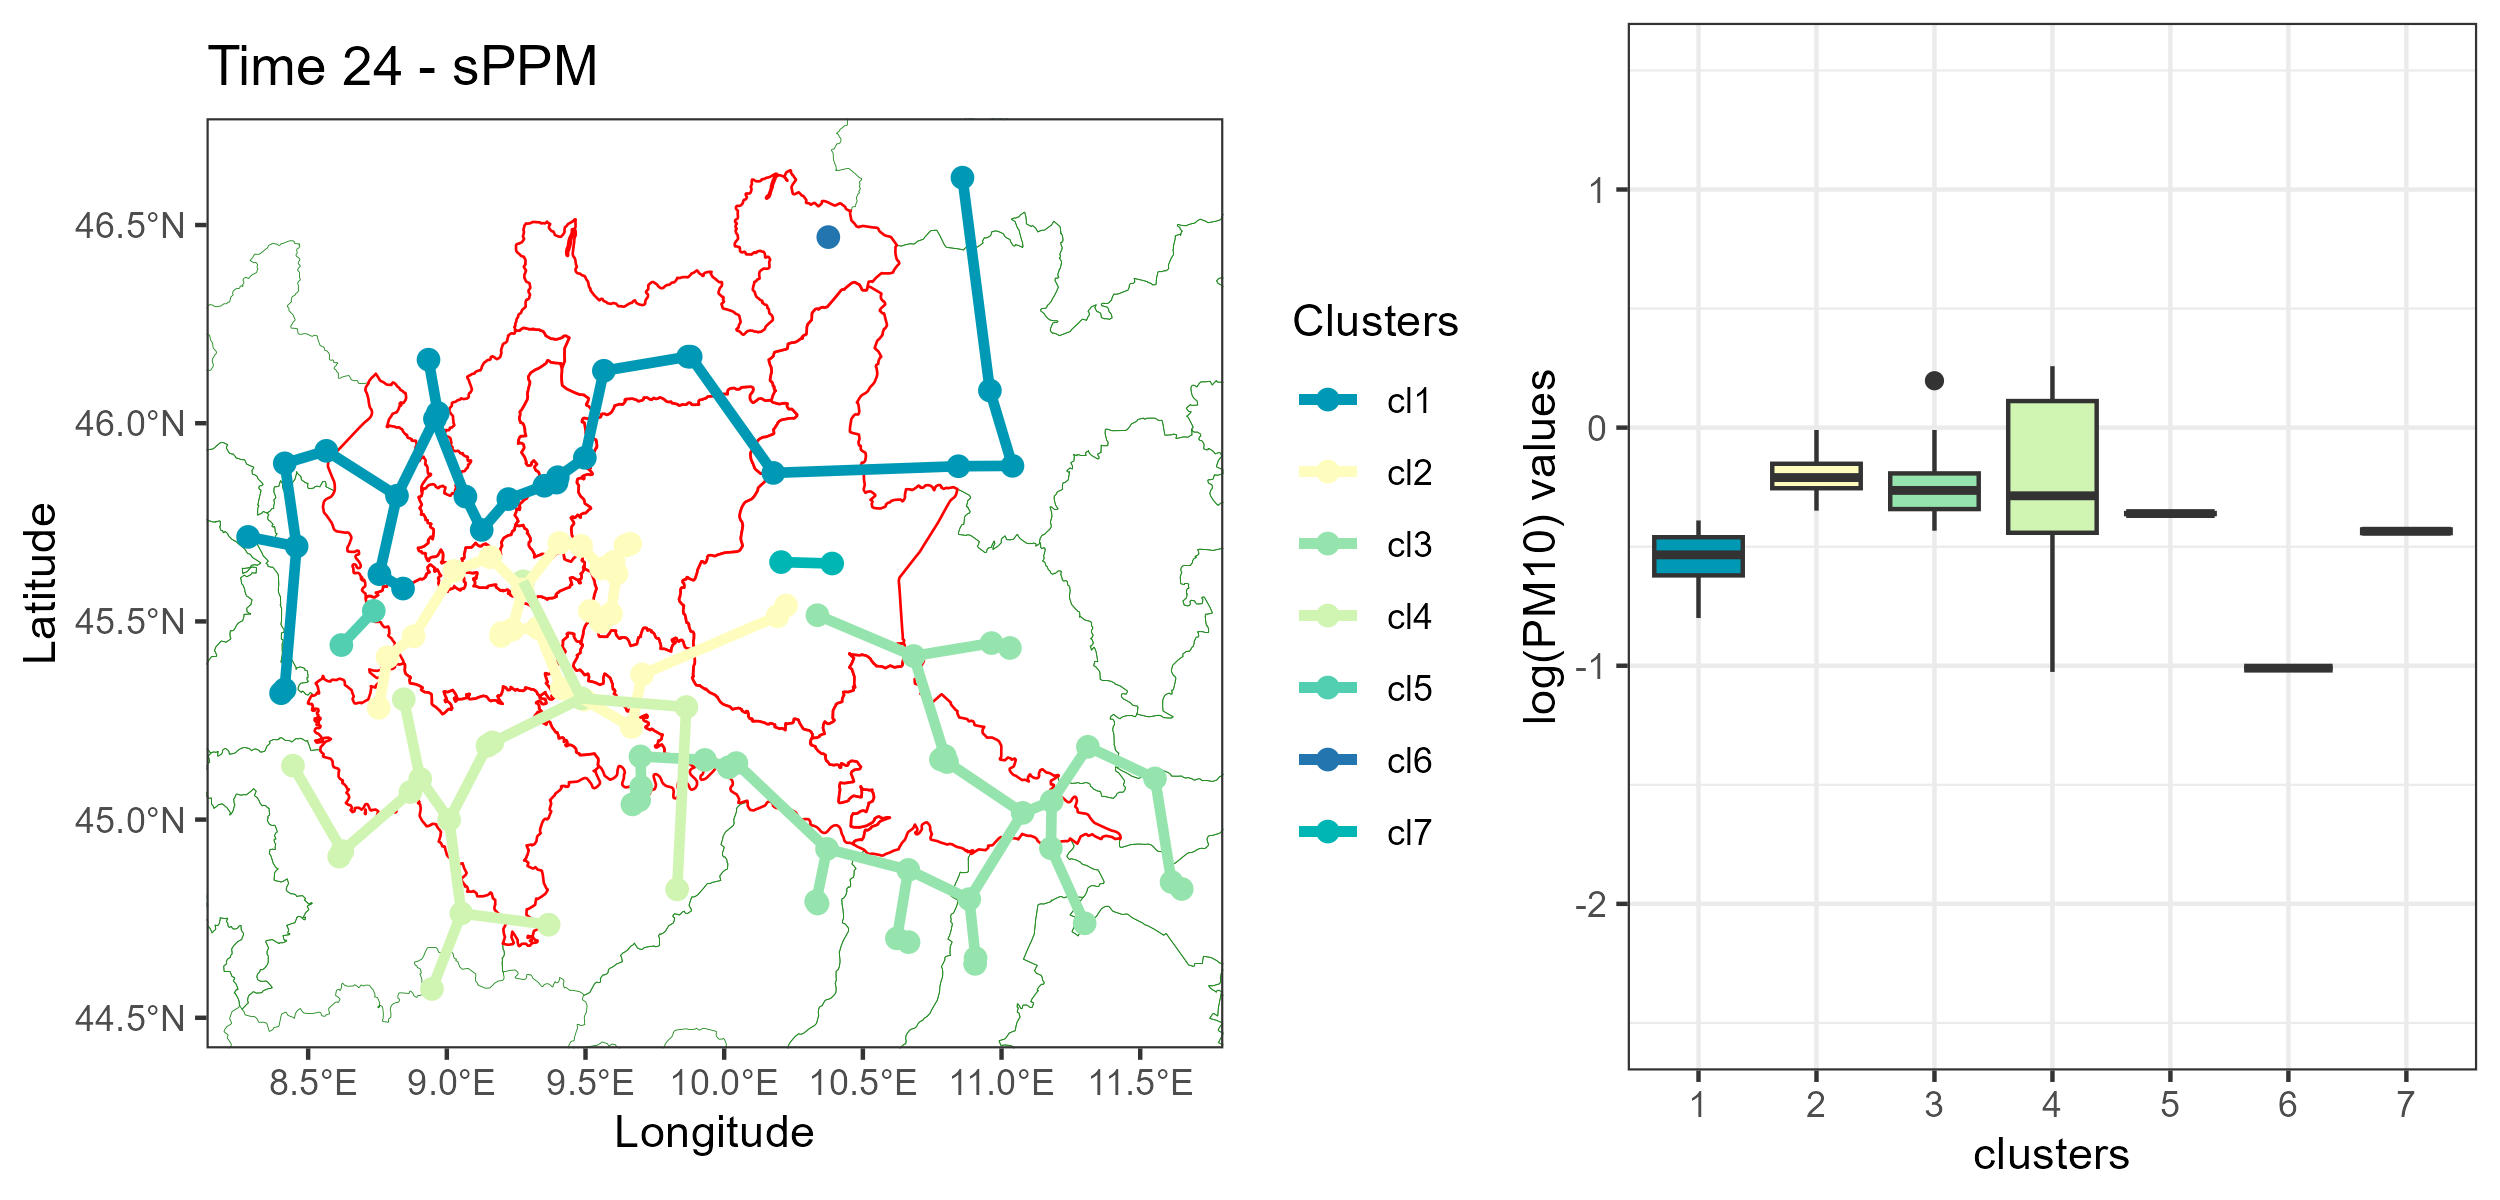 Time 24 - sPPM
Latitude
46.5°N
46.0°N
45.5°N
45.0°N
44.5°N
8.5°E 9.0°E 9.5°E 10.0°E 10.5°E 11.0°E 11.5°E
Longitude
Clusters
cl1
cl2
cl3
cl4
cl5
cl6
cl7
log(PM10) values
1
0
-1
-2
1 2 3 4 5 6 7
clusters